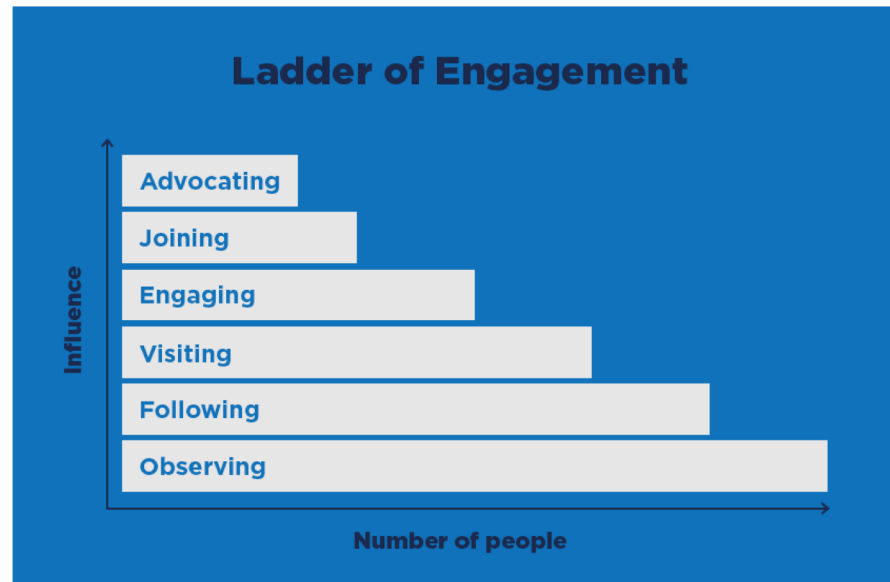 Ladder of Engagement
Advocating
Joining
Engaging
Visiting
Following
Observing
Influence
Number of people